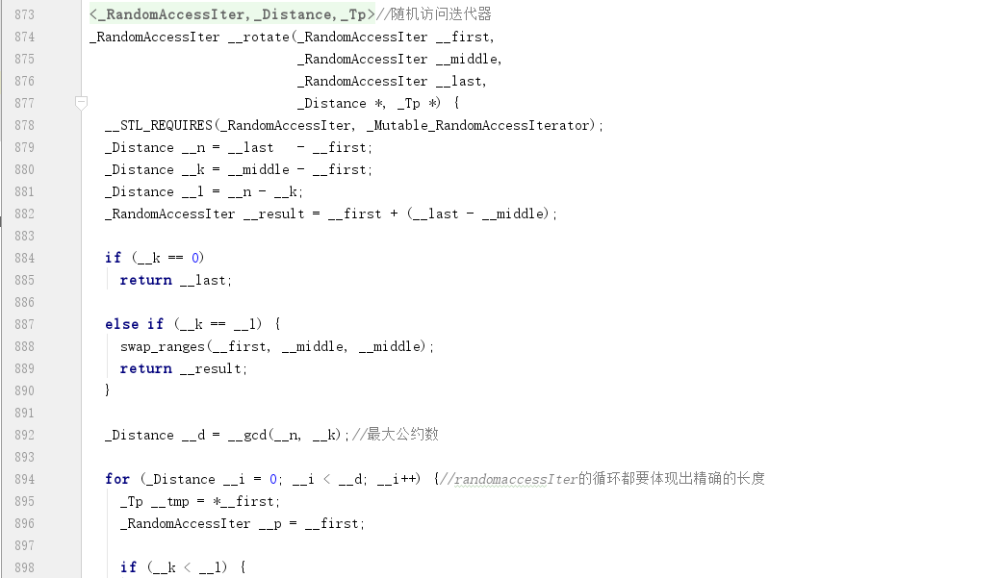 873 <_RandomAccessIter,_Distance,_Tp>//随机访问迭代器
874 _RandomAccessIter __rotate(_RandomAccessIter __first,
875 _RandomAccessIter __middle,
876 _RandomAccessIter __last,
877 _Distance *, _Tp *) {
878 __STL_REQUIRES(_RandomAccessIter, _Mutable_RandomAccessIterator);
879 _Distance __n = __last   - __first;
880 _Distance __k = __middle - __first;
881 _Distance __l = __n - __k;
882 _RandomAccessIter __result = __first + (__last - __middle);
883
884 if (__k == 0)
885 return __last;
886
887 else if (__k == __l) {
888 swap_ranges(__first, __middle, __middle);
889 return __result;
890 }
891
892 _Distance __d = __gcd(__n, __k);//最大公约数
893
894 for (_Distance __i = 0; __i < __d; __i++) {//randomaccessIter的循环都要体现出精确的长度
895 _Tp __tmp = *__first;
896 _RandomAccessIter __p = __first;
897
898 if (__k < __l) {